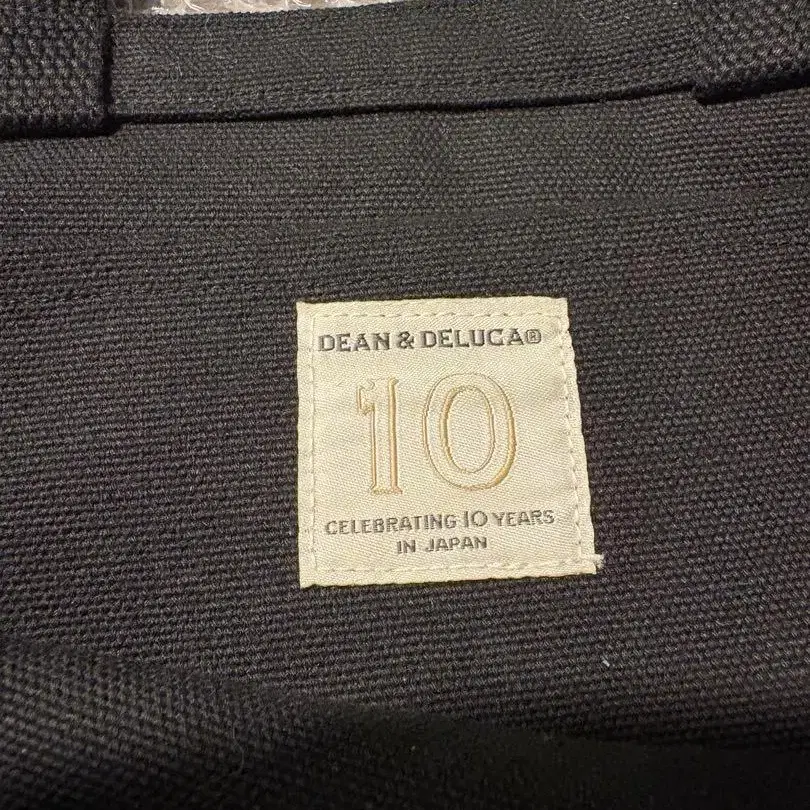 DEAN & DELUCA®
10
CELEBRATING 10 YEARS
IN JAPAN